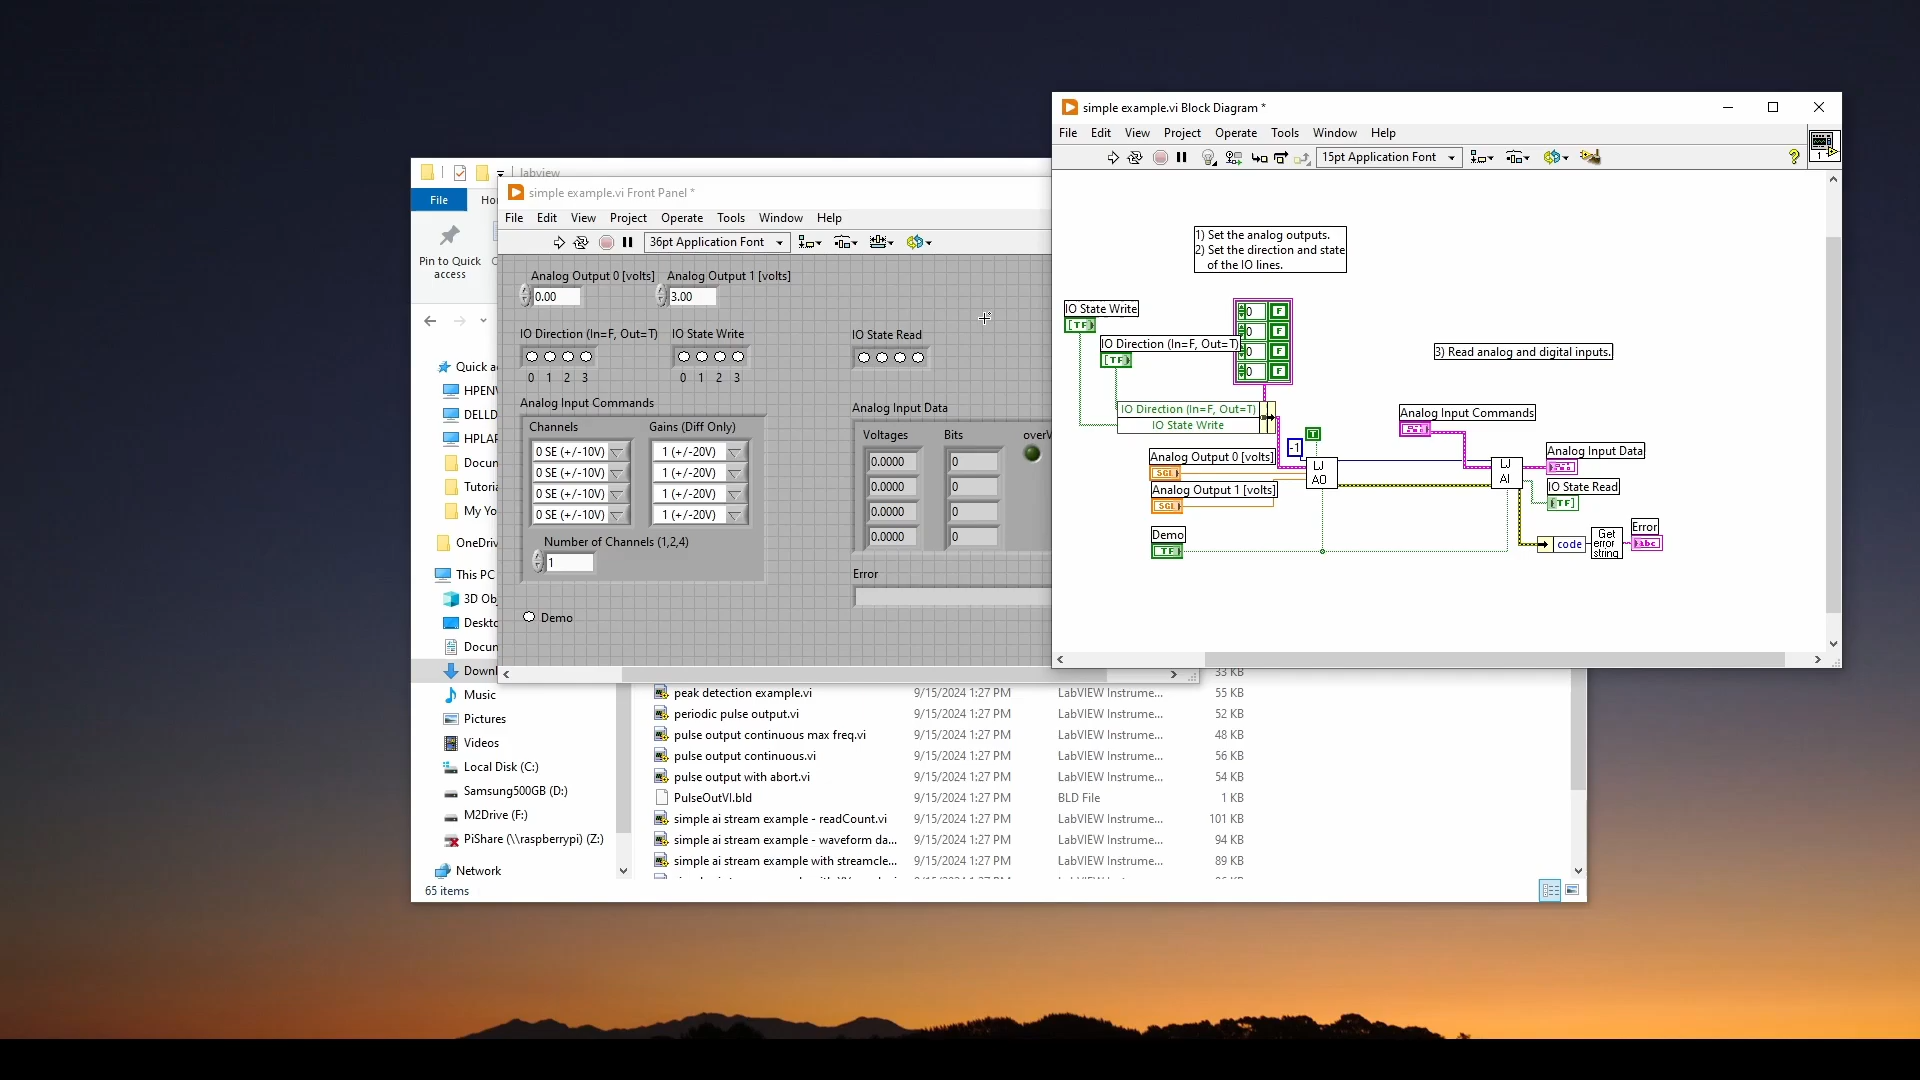 simple example.vi Block Diagram *
File Edit View Project Operate Tools Window Help
15pt Application Font
1) Set the analog outputs.
2) Set the direction and state
of the IO lines.
IO State Write
TF
IO Direction (In=F, Out=T)
TF
0 F
0 F
0 F
0 F
3) Read analog and digital inputs.
IO Direction (In=F, Out=T)
IO State Write
Analog Input Commands
-1
T
Analog Output 0 [volts]
SGL
Analog Output 1 [volts]
SGL
LJ
AO
LJ
AI
Analog Input Data
IO State Read
TF
Demo
TF
code
Get
error
string
Error
abc
labview
File
Pin to Quick
access
simple example.vi Front Panel *
File Edit View Project Operate Tools Window Help
36pt Application Font
Analog Output 0 [volts] Analog Output 1 [volts]
0.00 3.00
IO Direction (In=F, Out=T) IO State Write IO State Read
0 1 2 3 0 1 2 3
Analog Input Commands
Channels Gains (Diff Only)
0 SE (+/-10V) 1 (+/-20V)
0 SE (+/-10V) 1 (+/-20V)
0 SE (+/-10V) 1 (+/-20V)
0 SE (+/-10V) 1 (+/-20V)
Number of Channels (1,2,4)
1
Demo
Analog Input Data
Voltages Bits overV
0.0000 0
0.0000 0
0.0000 0
0.0000 0
Error
Quick a
HPEN
DELLD
HPLAP
Docun
Tutoria
My Yo
OneDriv
This PC
3D Ob
Deskto
Docun
Downl
Music
Pictures
Videos
Local Disk (C:)
Samsung500GB (D:)
M2Drive (F:)
PiShare (\\raspberrypi) (Z:)
Network
65 items
33 KB
peak detection example.vi 9/15/2024 1:27 PM LabVIEW Instrume... 55 KB
periodic pulse output.vi 9/15/2024 1:27 PM LabVIEW Instrume... 52 KB
pulse output continuous max freq.vi 9/15/2024 1:27 PM LabVIEW Instrume... 48 KB
pulse output continuous.vi 9/15/2024 1:27 PM LabVIEW Instrume... 56 KB
pulse output with abort.vi 9/15/2024 1:27 PM LabVIEW Instrume... 54 KB
PulseOutVI.bld 9/15/2024 1:27 PM BLD File 1 KB
simple ai stream example - readCount.vi 9/15/2024 1:27 PM LabVIEW Instrume... 101 KB
simple ai stream example - waveform da... 9/15/2024 1:27 PM LabVIEW Instrume... 94 KB
simple ai stream example with streamcle... 9/15/2024 1:27 PM LabVIEW Instrume... 89 KB